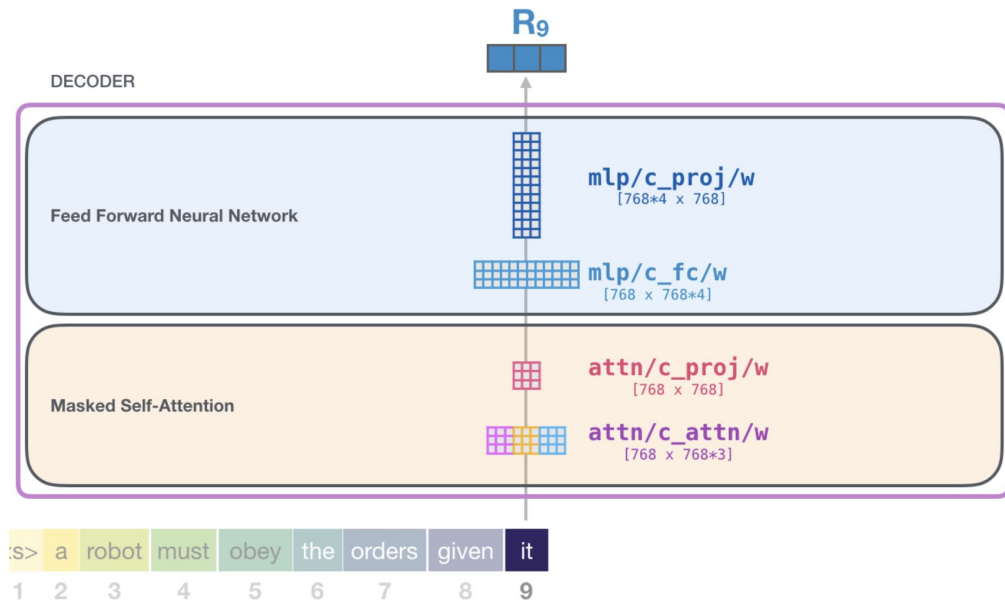 R9
DECODER
mlp/c_proj/w
[768*4 x 768]
Feed Forward Neural Network
mlp/c_fc/w
[768 x 768*4]
attn/c_proj/w
[768 x 768]
Masked Self-Attention
attn/c_attn/w
[768 x 768*3]
s> a robot must obey the orders given it
1 2 3 4 5 6 7 8 9